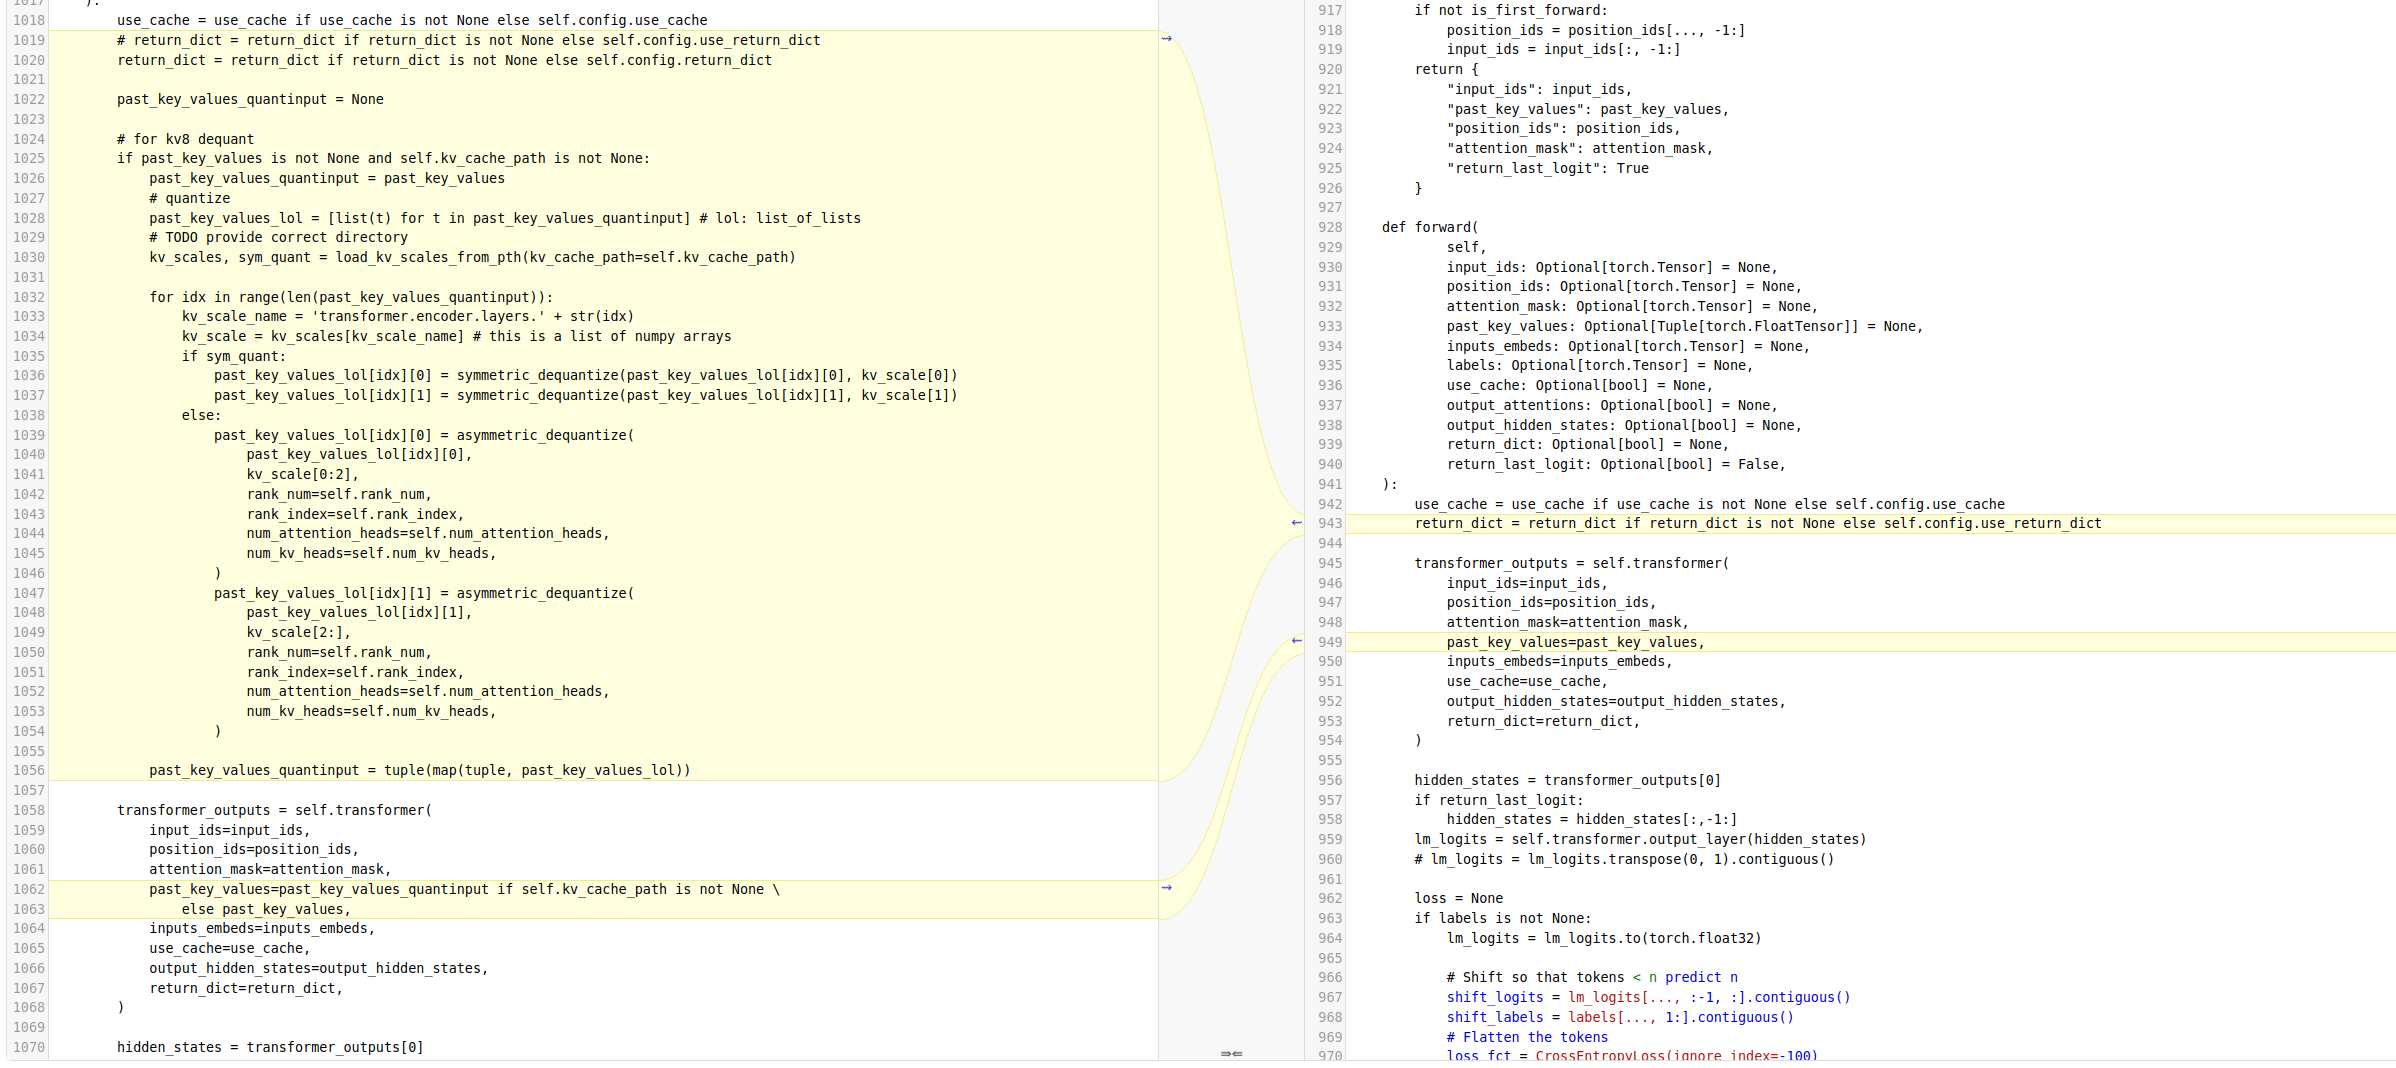 1017    ):
1018        use_cache = use_cache if use_cache is not None else self.config.use_cache
1019        # return_dict = return_dict if return_dict is not None else self.config.use_return_dict
1020        return_dict = return_dict if return_dict is not None else self.config.return_dict
1021
1022        past_key_values_quantinput = None
1023
1024        # for kv8 dequant
1025        if past_key_values is not None and self.kv_cache_path is not None:
1026            past_key_values_quantinput = past_key_values
1027            # quantize
1028            past_key_values_lol = [list(t) for t in past_key_values_quantinput] # lol: list_of_lists
1029            # TODO provide correct directory
1030            kv_scales, sym_quant = load_kv_scales_from_pth(kv_cache_path=self.kv_cache_path)
1031
1032            for idx in range(len(past_key_values_quantinput)):
1033                kv_scale_name = 'transformer.encoder.layers.' + str(idx)
1034                kv_scale = kv_scales[kv_scale_name] # this is a list of numpy arrays
1035                if sym_quant:
1036                    past_key_values_lol[idx][0] = symmetric_dequantize(past_key_values_lol[idx][0], kv_scale[0])
1037                    past_key_values_lol[idx][1] = symmetric_dequantize(past_key_values_lol[idx][1], kv_scale[1])
1038                else:
1039                    past_key_values_lol[idx][0] = asymmetric_dequantize(
1040                        past_key_values_lol[idx][0],
1041                        kv_scale[0:2],
1042                        rank_num=self.rank_num,
1043                        rank_index=self.rank_index,
1044                        num_attention_heads=self.num_attention_heads,
1045                        num_kv_heads=self.num_kv_heads,
1046                    )
1047                    past_key_values_lol[idx][1] = asymmetric_dequantize(
1048                        past_key_values_lol[idx][1],
1049                        kv_scale[2:],
1050                        rank_num=self.rank_num,
1051                        rank_index=self.rank_index,
1052                        num_attention_heads=self.num_attention_heads,
1053                        num_kv_heads=self.num_kv_heads,
1054                    )
1055
1056            past_key_values_quantinput = tuple(map(tuple, past_key_values_lol))
1057
1058        transformer_outputs = self.transformer(
1059            input_ids=input_ids,
1060            position_ids=position_ids,
1061            attention_mask=attention_mask,
1062            past_key_values=past_key_values_quantinput if self.kv_cache_path is not None \
1063                else past_key_values,
1064            inputs_embeds=inputs_embeds,
1065            use_cache=use_cache,
1066            output_hidden_states=output_hidden_states,
1067            return_dict=return_dict,
1068        )
1069
1070        hidden_states = transformer_outputs[0]
917        if not is_first_forward:
918            position_ids = position_ids[..., -1:]
919            input_ids = input_ids[:, -1:]
920        return {
921            "input_ids": input_ids,
922            "past_key_values": past_key_values,
923            "position_ids": position_ids,
924            "attention_mask": attention_mask,
925            "return_last_logit": True
926        }
927
928    def forward(
929            self,
930            input_ids: Optional[torch.Tensor] = None,
931            position_ids: Optional[torch.Tensor] = None,
932            attention_mask: Optional[torch.Tensor] = None,
933            past_key_values: Optional[Tuple[torch.FloatTensor]] = None,
934            inputs_embeds: Optional[torch.Tensor] = None,
935            labels: Optional[torch.Tensor] = None,
936            use_cache: Optional[bool] = None,
937            output_attentions: Optional[bool] = None,
938            output_hidden_states: Optional[bool] = None,
939            return_dict: Optional[bool] = None,
940            return_last_logit: Optional[bool] = False,
941    ):
942        use_cache = use_cache if use_cache is not None else self.config.use_cache
943        return_dict = return_dict if return_dict is not None else self.config.use_return_dict
944
945        transformer_outputs = self.transformer(
946            input_ids=input_ids,
947            position_ids=position_ids,
948            attention_mask=attention_mask,
949            past_key_values=past_key_values,
950            inputs_embeds=inputs_embeds,
951            use_cache=use_cache,
952            output_hidden_states=output_hidden_states,
953            return_dict=return_dict,
954        )
955
956        hidden_states = transformer_outputs[0]
957        if return_last_logit:
958            hidden_states = hidden_states[:,-1:]
959        lm_logits = self.transformer.output_layer(hidden_states)
960        # lm_logits = lm_logits.transpose(0, 1).contiguous()
961
962        loss = None
963        if labels is not None:
964            lm_logits = lm_logits.to(torch.float32)
965
966            # Shift so that tokens < n predict n
967            shift_logits = lm_logits[..., :-1, :].contiguous()
968            shift_labels = labels[..., 1:].contiguous()
969            # Flatten the tokens
970            loss_fct = CrossEntropyLoss(ignore_index=-100)